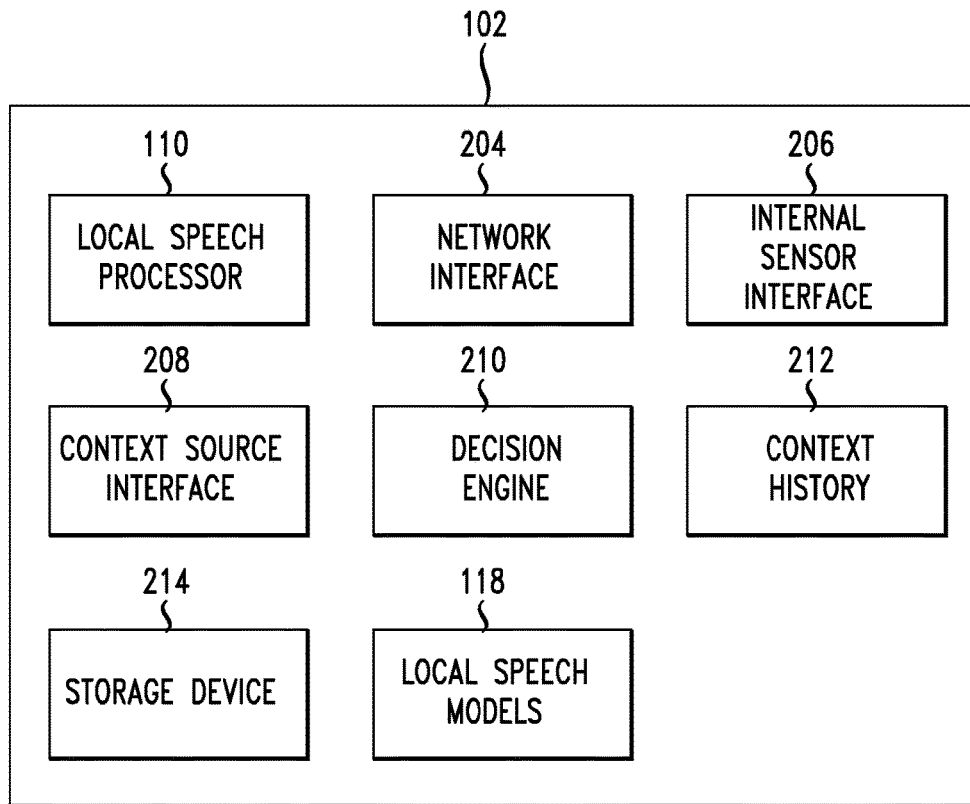 102
110
LOCAL SPEECH
PROCESSOR
204
NETWORK
INTERFACE
206
INTERNAL
SENSOR
INTERFACE
208
CONTEXT SOURCE
INTERFACE
210
DECISION
ENGINE
212
CONTEXT
HISTORY
214
STORAGE DEVICE
118
LOCAL SPEECH
MODELS